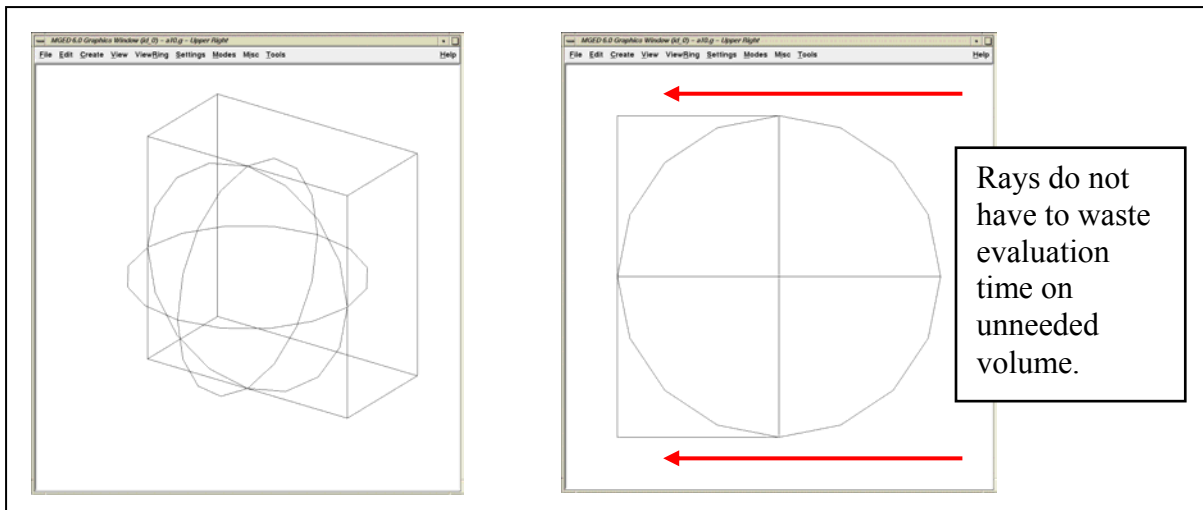 MGED 6.0 Graphics Window (id_0) - a10.g - Upper Right
File Edit Create View ViewRing Settings Modes Misc Tools Help
MGED 6.0 Graphics Window (id_0) - a10.g - Upper Right
File Edit Create View ViewRing Settings Modes Misc Tools Help
Rays do not
have to waste
evaluation
time on
unneeded
volume.